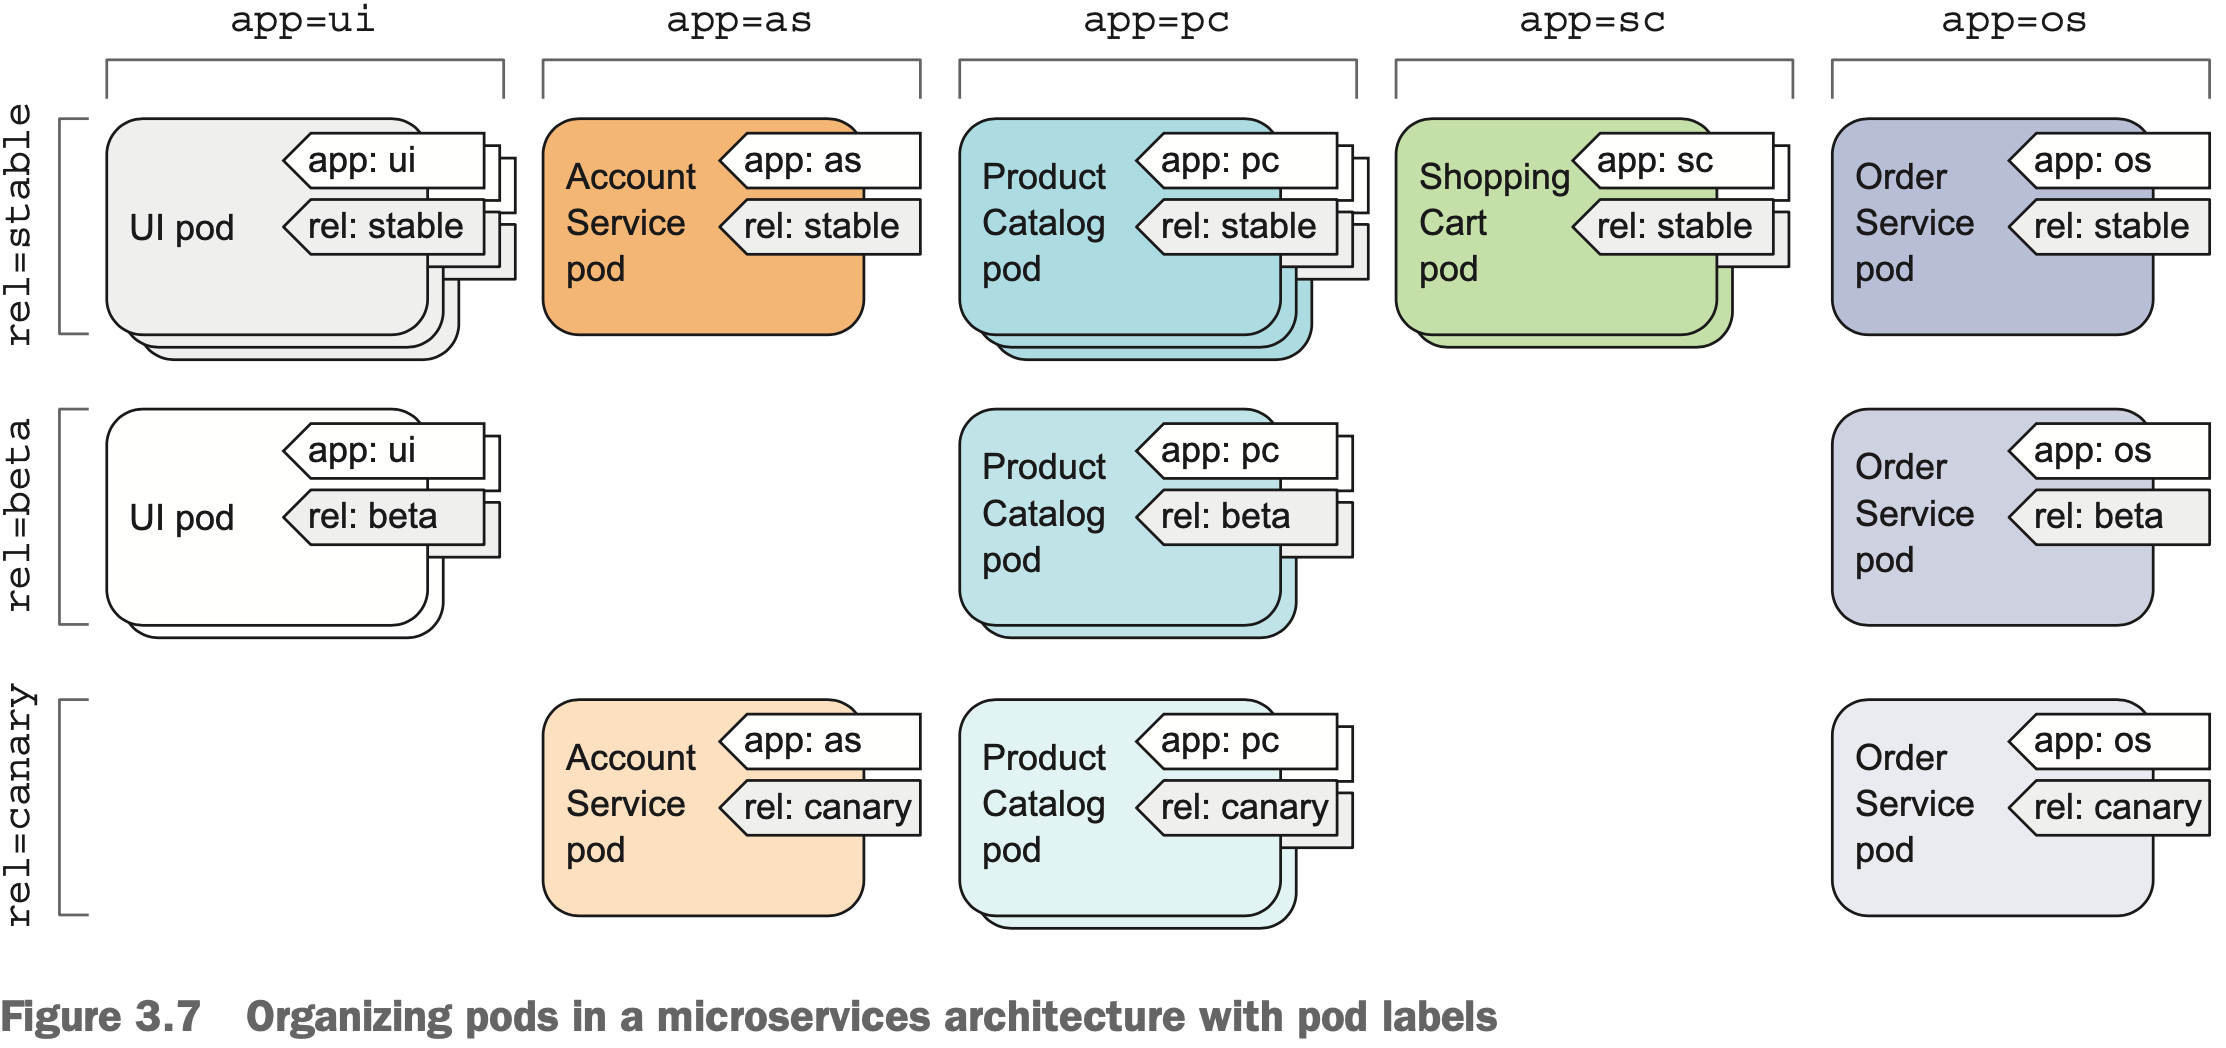 app=ui
app=as
app=pc
app=sc
app=os
rel=stable
UI pod
app: ui
rel: stable
Account
Service
pod
app: as
rel: stable
Product
Catalog
pod
app: pc
rel: stable
Shopping
Cart
pod
app: sc
rel: stable
Order
Service
pod
app: os
rel: stable
rel=beta
UI pod
app: ui
rel: beta
Product
Catalog
pod
app: pc
rel: beta
Order
Service
pod
app: os
rel: beta
rel=canary
Account
Service
pod
app: as
rel: canary
Product
Catalog
pod
app: pc
rel: canary
Order
Service
pod
app: os
rel: canary
Figure 3.7 Organizing pods in a microservices architecture with pod labels